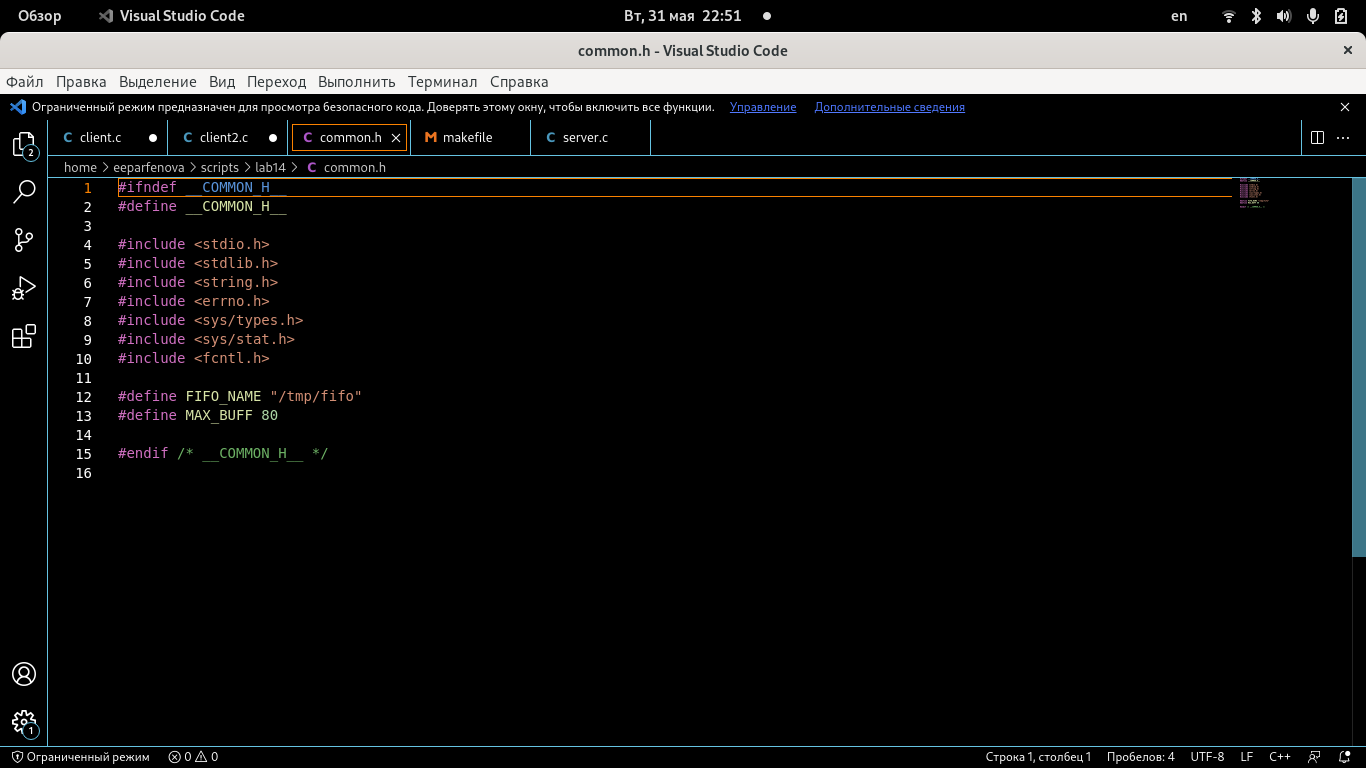 Обзор Visual Studio Code Вт, 31 мая 22:51 en
common.h - Visual Studio Code
Файл Правка Выделение Вид Переход Выполнить Терминал Справка
Ограниченный режим предназначен для просмотра безопасного кода. Доверять этому окну, чтобы включить все функции. Управление Дополнительные сведения
C client.c C client2.c C common.h M makefile C server.c
2
home > eeparfenova > scripts > lab14 > C common.h
1 #ifndef __COMMON_H__
2 #define __COMMON_H__
3
4 #include <stdio.h>
5 #include <stdlib.h>
6 #include <string.h>
7 #include <errno.h>
8 #include <sys/types.h>
9 #include <sys/stat.h>
10 #include <fcntl.h>
11
12 #define FIFO_NAME "/tmp/fifo"
13 #define MAX_BUFF 80
14
15 #endif /* __COMMON_H__ */
16
1
Ограниченный режим 0 0 Строка 1, столбец 1 Пробелов: 4 UTF-8 LF C++